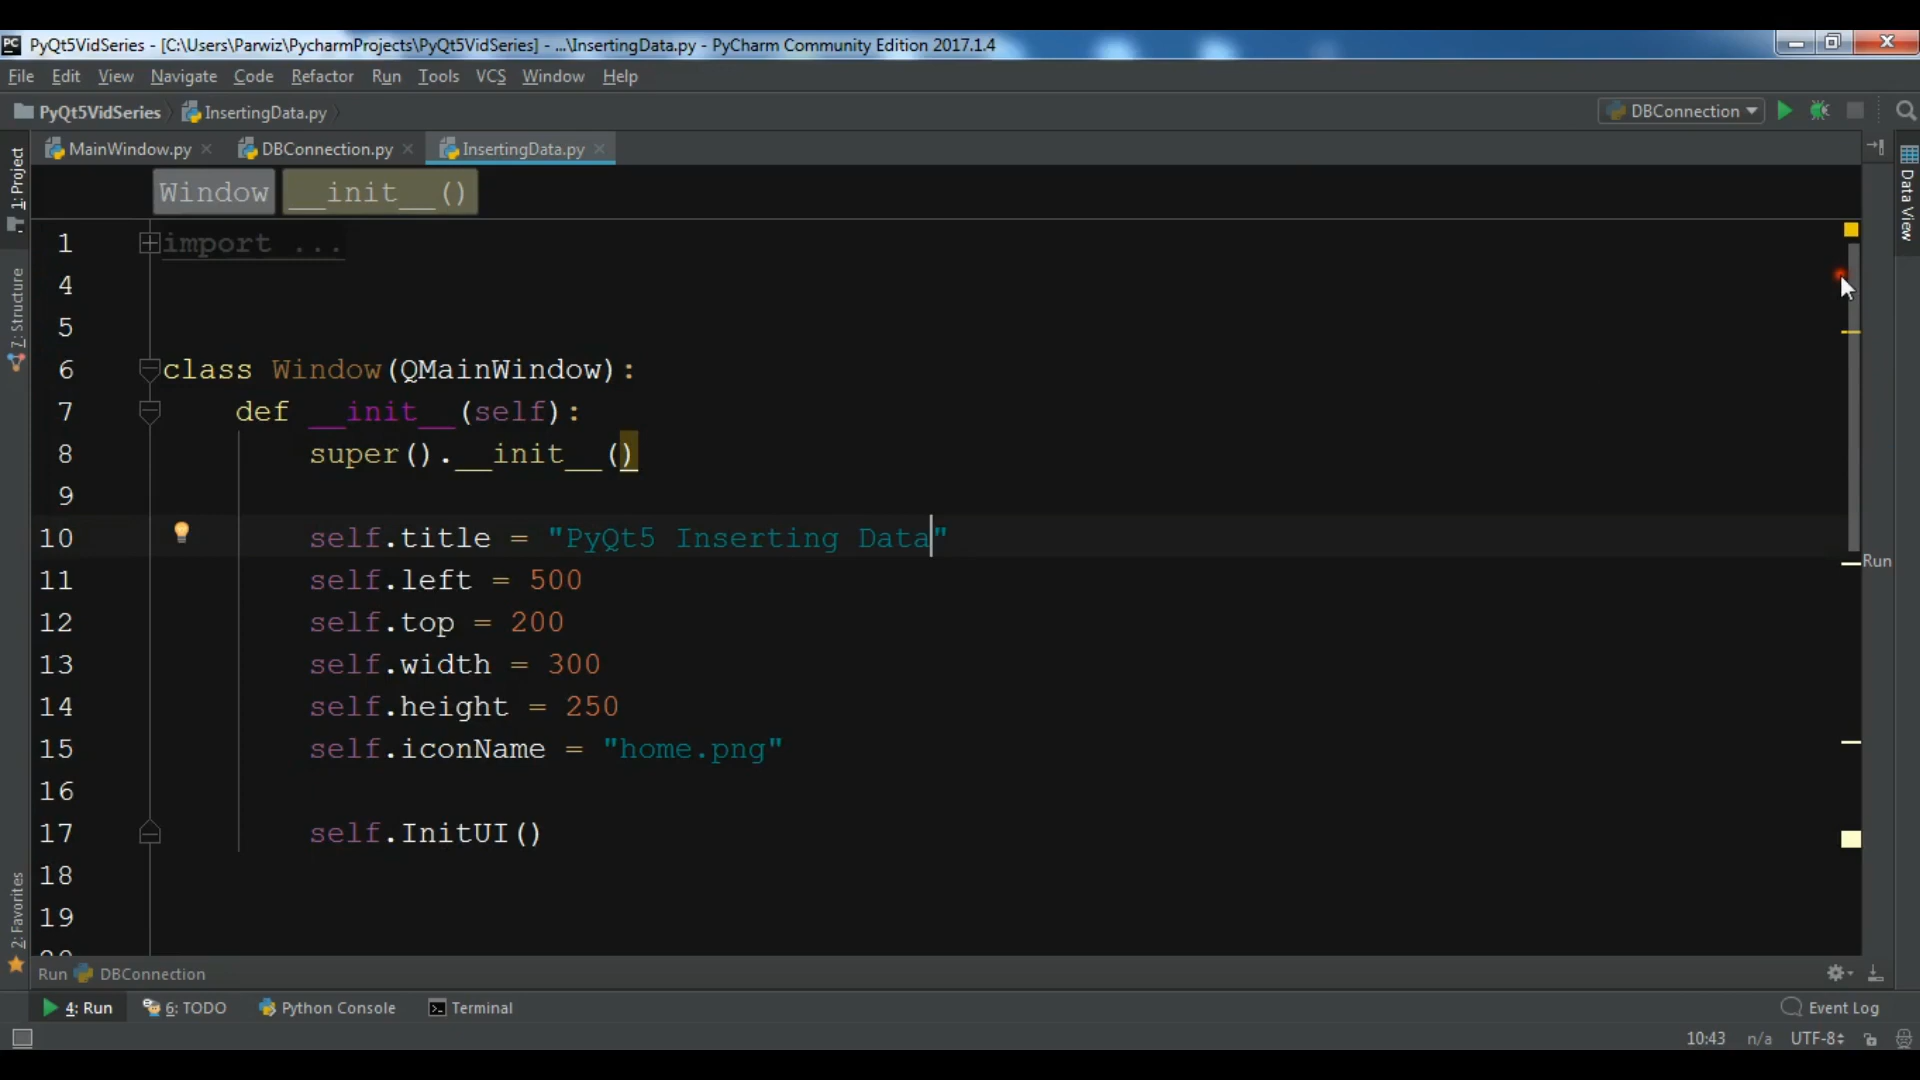 PC PyQt5VidSeries - [C:\Users\Parwiz\PycharmProjects\PyQt5VidSeries] - ...\InsertingData.py - PyCharm Community Edition 2017.1.4
File Edit View Navigate Code Refactor Run Tools VCS Window Help
PyQt5VidSeries InsertingData.py DBConnection
MainWindow.py DBConnection.py InsertingData.py
1: Project
7: Structure
2: Favorites
Data View
Window __init__()
1 import ...
4
5
6 class Window(QMainWindow):
7 def __init__(self):
8 super().__init__()
9
10 self.title = "PyQt5 Inserting Data"
11 self.left = 500
12 self.top = 200
13 self.width = 300
14 self.height = 250
15 self.iconName = "home.png"
16
17 self.InitUI()
18
19
Run
Run DBConnection
4: Run 6: TODO Python Console Terminal Event Log
10:43 n/a UTF-8